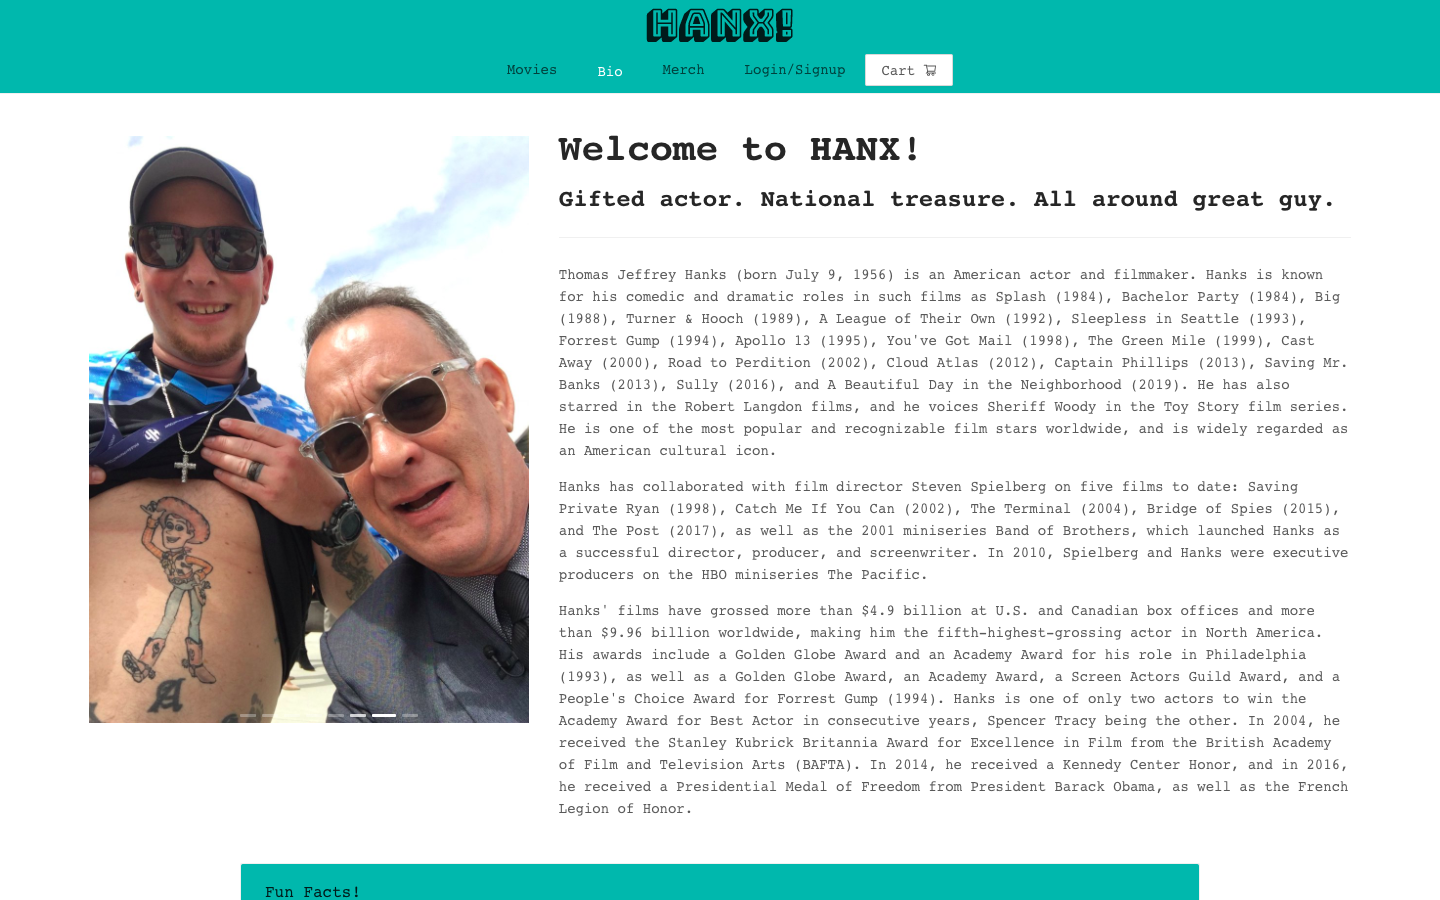 HANX!
Movies Bio Merch Login/Signup Cart
Welcome to HANX!
Gifted actor. National treasure. All around great guy.
Thomas Jeffrey Hanks (born July 9, 1956) is an American actor and filmmaker. Hanks is known
for his comedic and dramatic roles in such films as Splash (1984), Bachelor Party (1984), Big
(1988), Turner & Hooch (1989), A League of Their Own (1992), Sleepless in Seattle (1993),
Forrest Gump (1994), Apollo 13 (1995), You've Got Mail (1998), The Green Mile (1999), Cast
Away (2000), Road to Perdition (2002), Cloud Atlas (2012), Captain Phillips (2013), Saving Mr.
Banks (2013), Sully (2016), and A Beautiful Day in the Neighborhood (2019). He has also
starred in the Robert Langdon films, and he voices Sheriff Woody in the Toy Story film series.
He is one of the most popular and recognizable film stars worldwide, and is widely regarded as
an American cultural icon.
Hanks has collaborated with film director Steven Spielberg on five films to date: Saving
Private Ryan (1998), Catch Me If You Can (2002), The Terminal (2004), Bridge of Spies (2015),
and The Post (2017), as well as the 2001 miniseries Band of Brothers, which launched Hanks as
a successful director, producer, and screenwriter. In 2010, Spielberg and Hanks were executive
producers on the HBO miniseries The Pacific.
Hanks' films have grossed more than $4.9 billion at U.S. and Canadian box offices and more
than $9.96 billion worldwide, making him the fifth-highest-grossing actor in North America.
His awards include a Golden Globe Award and an Academy Award for his role in Philadelphia
(1993), as well as a Golden Globe Award, an Academy Award, a Screen Actors Guild Award, and a
People's Choice Award for Forrest Gump (1994). Hanks is one of only two actors to win the
Academy Award for Best Actor in consecutive years, Spencer Tracy being the other. In 2004, he
received the Stanley Kubrick Britannia Award for Excellence in Film from the British Academy
of Film and Television Arts (BAFTA). In 2014, he received a Kennedy Center Honor, and in 2016,
he received a Presidential Medal of Freedom from President Barack Obama, as well as the French
Legion of Honor.
Fun Facts!